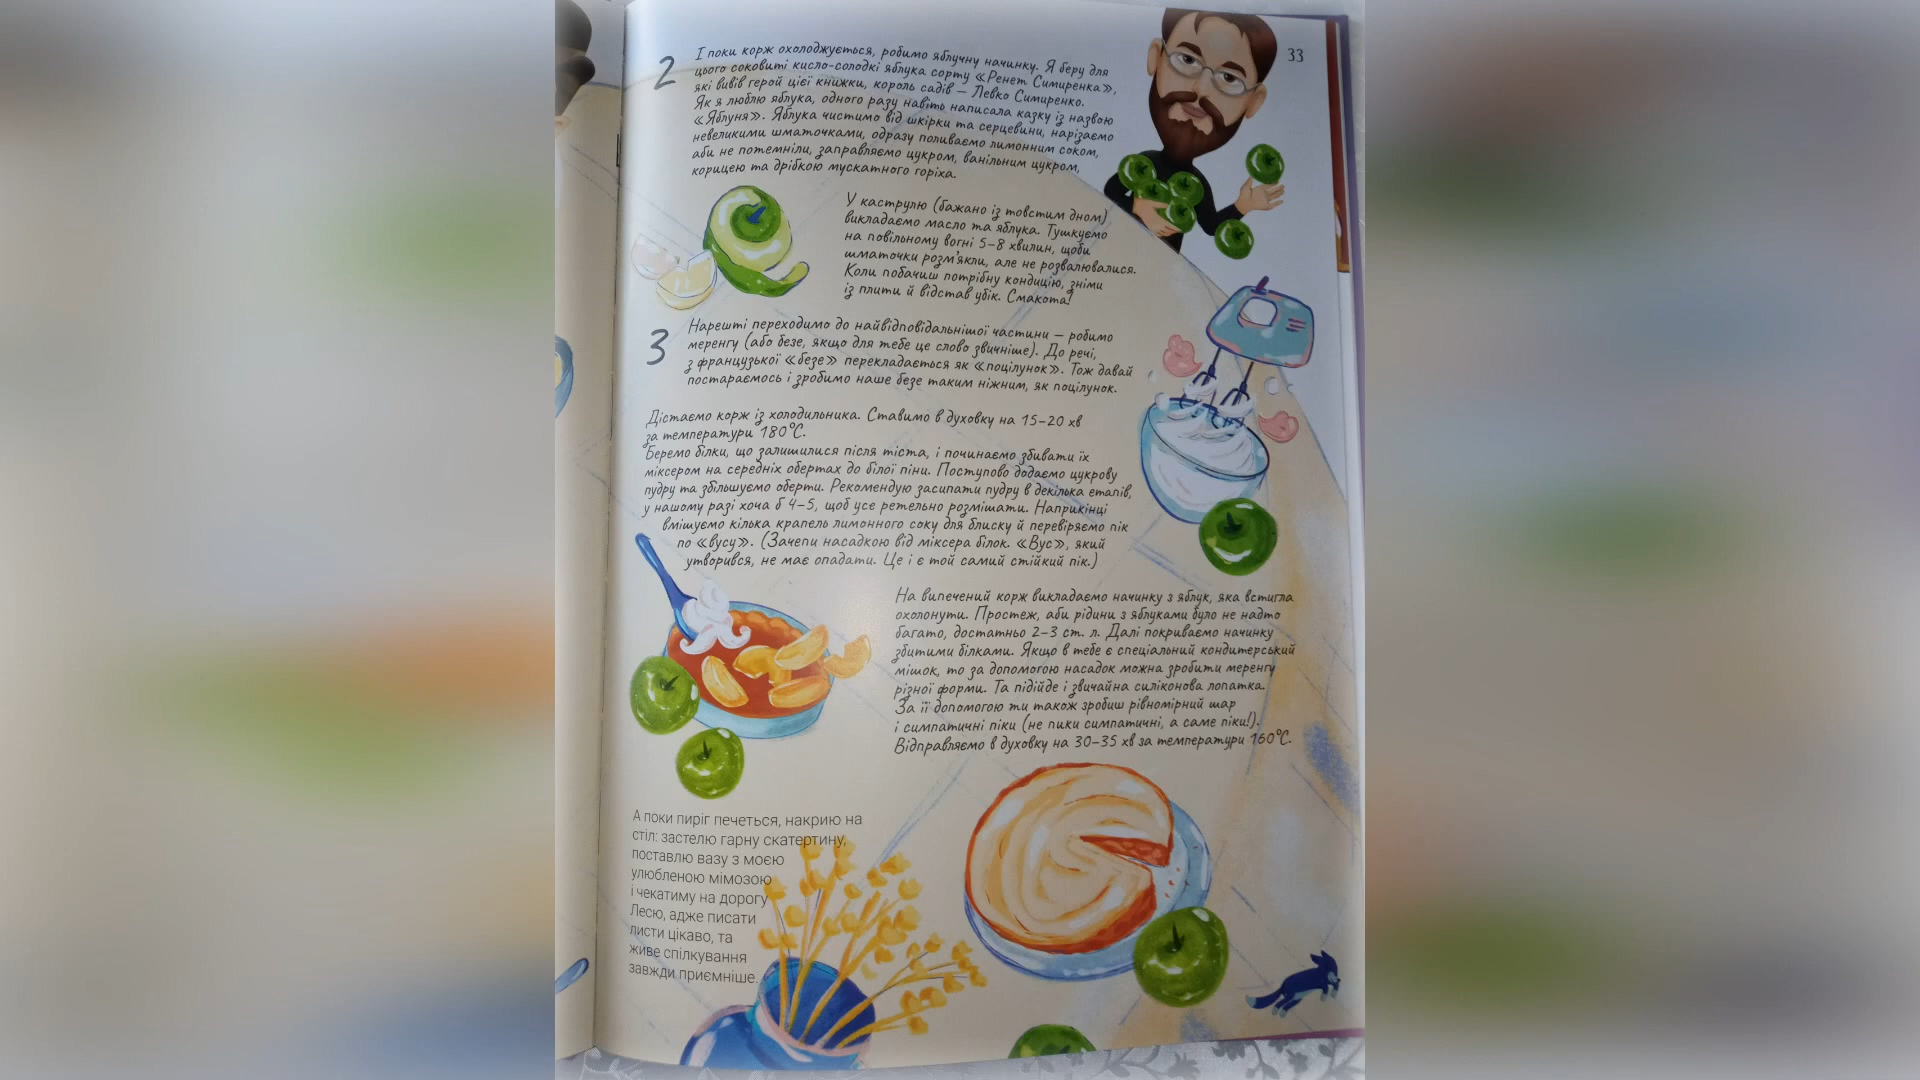 33
2
І поки корж охолоджується, робимо яблучну начинку. Я беру для
цього соковиті кисло-солодкі яблука сорту «Ренет Симиренка»,
які вивів герой цієї книжки, король садів – Левко Симиренко.
Як я люблю яблука, одного разу навіть написала казку із назвою
«Яблуня». Яблука чистимо від шкірки та серцевини, нарізаємо
невеликими шматочками, одразу поливаємо лимонним соком,
аби не потемніли, заправляємо цукром, ванільним цукром,
корицею та дрібкою мускатного горіха.
У каструлю (бажано із товстим дном)
викладаємо масло та яблука. Тушкуємо
на повільному вогні 5–8 хвилин, щоби
шматочки розм'якли, але не розвалювалися.
Коли побачиш потрібну кондицію, зніми
із плити й відстав убік. Смакота!
3
Нарешті переходимо до найвідповідальнішої частини – робимо
меренгу (або безе, якщо для тебе це слово звичніше). До речі,
з французької «безе» перекладається як «поцілунок». Тож давай
постараємось і зробимо наше безе таким ніжним, як поцілунок.
Дістаємо корж із холодильника. Ставимо в духовку на 15–20 хв
за температури 180°C.
Беремо білки, що залишилися після тіста, і починаємо збивати їх
міксером на середніх обертах до білої піни. Поступово додаємо цукрову
пудру та збільшуємо оберти. Рекомендую засипати пудру в декілька етапів,
у нашому разі хоча б 4–5, щоб усе ретельно розмішати. Наприкінці
вмішуємо кілька крапель лимонного соку для блиску й перевіряємо пік
по «вусу». (Зачепи насадкою від міксера білок. «Вус», який
утворився, не має опадати. Це і є той самий стійкий пік.)
На випечений корж викладаємо начинку з яблук, яка встигла
охолонути. Простеж, аби рідини з яблуками було не надто
багато, достатньо 2–3 ст. л. Далі покриваємо начинку
збитими білками. Якщо в тебе є спеціальний кондитерський
мішок, то за допомогою насадок можна зробити меренгу
різної форми. Та підійде і звичайна силіконова лопатка.
За її допомогою ти також зробиш рівномірний шар
і симпатичні піки (не пики симпатичні, а саме піки!).
Відправляємо в духовку на 30–35 хв за температури 160°C.
А поки пиріг печеться, накрию на
стіл: застелю гарну скатертину,
поставлю вазу з моєю
улюбленою мімозою
і чекатиму на дорогу
Лесю, адже писати
листи цікаво, та
живе спілкування
завжди приємніше.